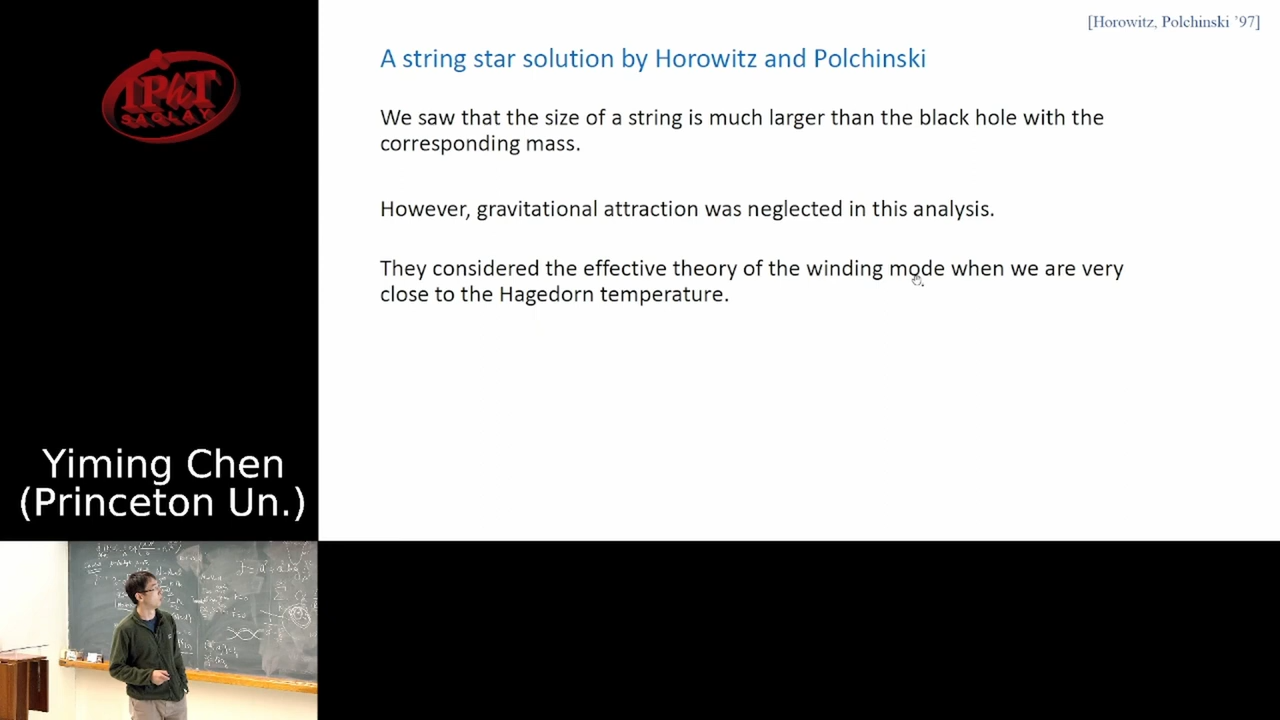 [Horowitz, Polchinski '97]
A string star solution by Horowitz and Polchinski
We saw that the size of a string is much larger than the black hole with the
corresponding mass.
However, gravitational attraction was neglected in this analysis.
They considered the effective theory of the winding mode when we are very
close to the Hagedorn temperature.
IPhT
SACLAY
Yiming Chen
(Princeton Un.)